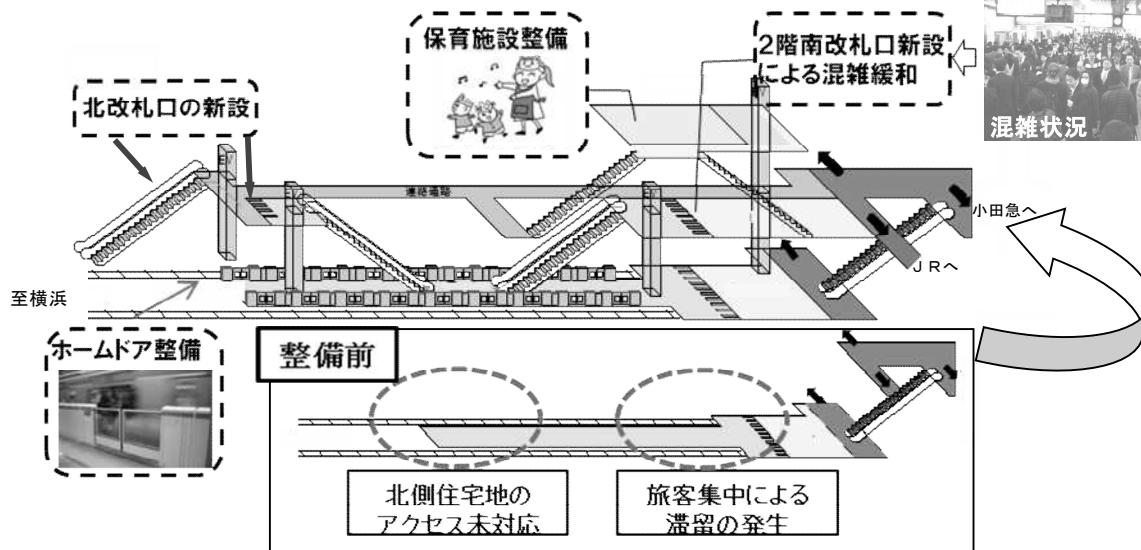 保育施設整備
2階南改札口新設
による混雑緩和
混雑状況
北改札口の新設
EV
連絡通路
小田急へ
JRへ
至横浜
ホームドア整備
整備前
北側住宅地の
アクセス未対応
旅客集中による
滞留の発生